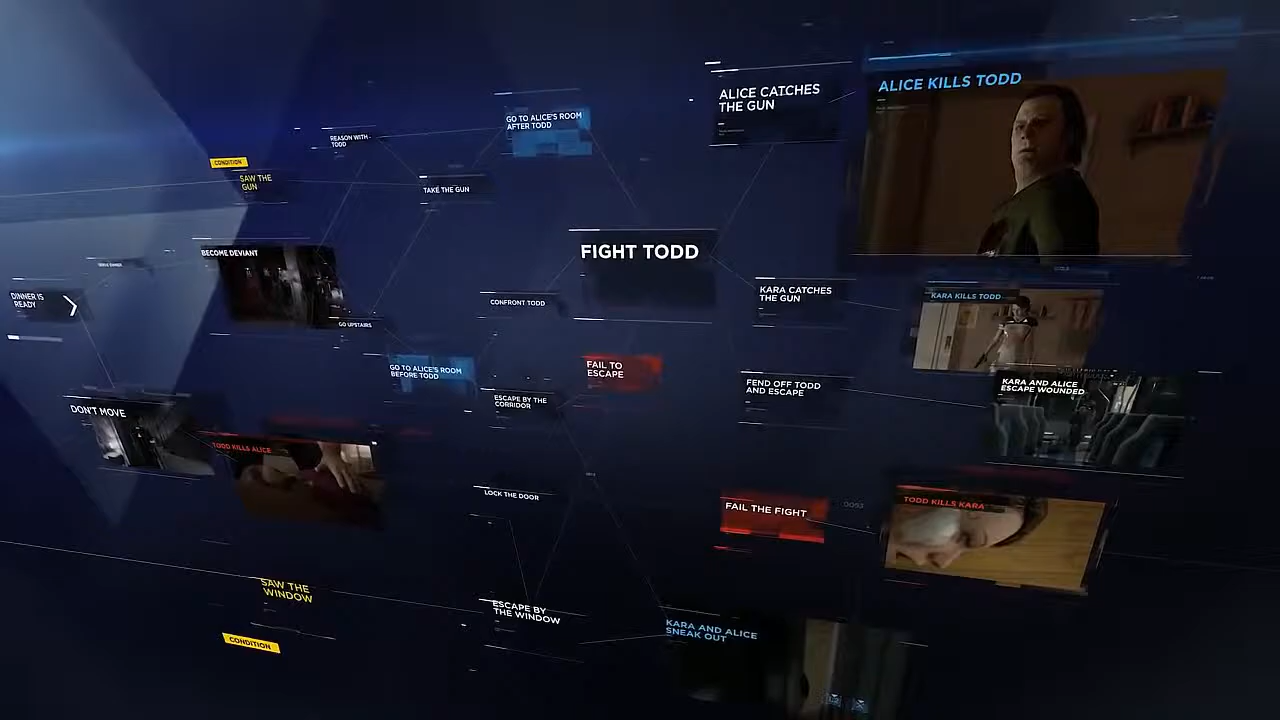 ALICE CATCHES
THE GUN
ALICE KILLS TODD
GO TO ALICE'S ROOM
AFTER TODD
REASON WITH
TODD
CONDITION
SAW THE
GUN
TAKE THE GUN
BECOME DEVIANT
FIGHT TODD
DINNER IS
READY
GO UPSTAIRS
CONFRONT TODD
KARA CATCHES
THE GUN
KARA KILLS TODD
GO TO ALICE'S ROOM
BEFORE TODD
FAIL TO
ESCAPE
FEND OFF TODD
AND ESCAPE
KARA AND ALICE
ESCAPE WOUNDED
DON'T MOVE
ESCAPE BY THE
CORRIDOR
TODD KILLS ALICE
LOCK THE DOOR
FAIL THE FIGHT
TODD KILLS KARA
SAW THE
WINDOW
CONDITION
ESCAPE BY
THE WINDOW
KARA AND ALICE
SNEAK OUT